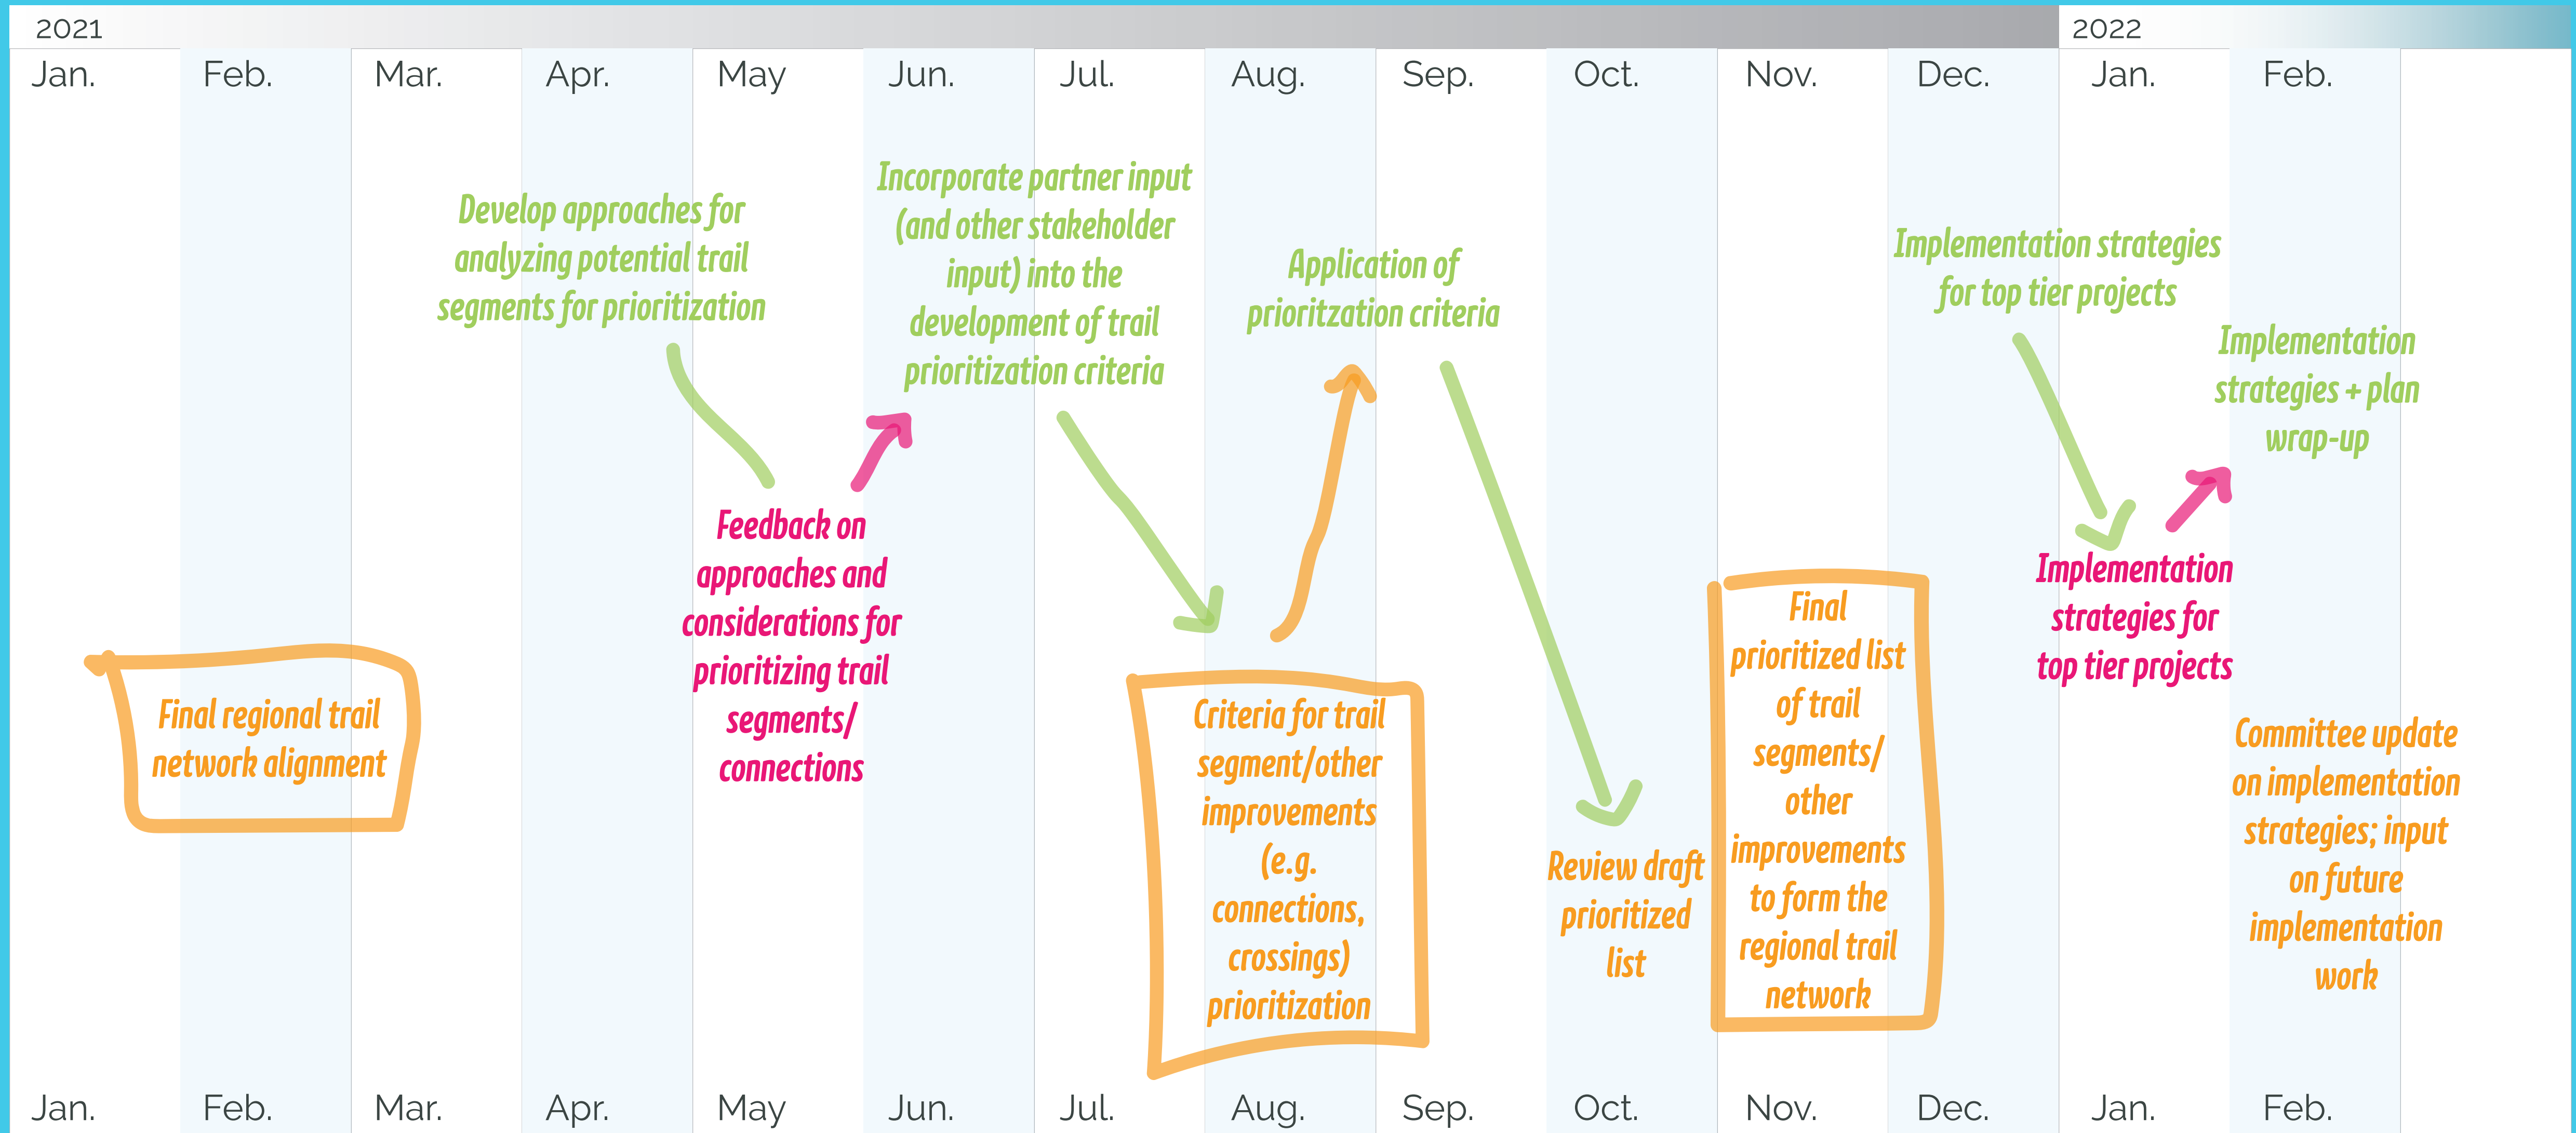 2021
2022
Jan.
Feb.
Mar.
Apr.
May
Jun.
Jul.
Aug.
Sep.
Oct.
Nov.
Dec.
Jan.
Feb.
Develop approaches for
analyzing potential trail
segments for prioritization
Incorporate partner input
(and other stakeholder
input) into the
development of trail
prioritization criteria
Application of
prioritzation criteria
Implementation strategies
for top tier projects
Implementation
strategies + plan
wrap-up
Feedback on
approaches and
considerations for
prioritizing trail
segments/
connections
Implementation
strategies for
top tier projects
Final regional trail
network alignment
Criteria for trail
segment/other
improvements
(e.g.
connections,
crossings)
prioritization
Review draft
prioritized
list
Final
prioritized list
of trail
segments/
other
improvements
to form the
regional trail
network
Committee update
on implementation
strategies; input
on future
implementation
work
Jan.
Feb.
Mar.
Apr.
May
Jun.
Jul.
Aug.
Sep.
Oct.
Nov.
Dec.
Jan.
Feb.